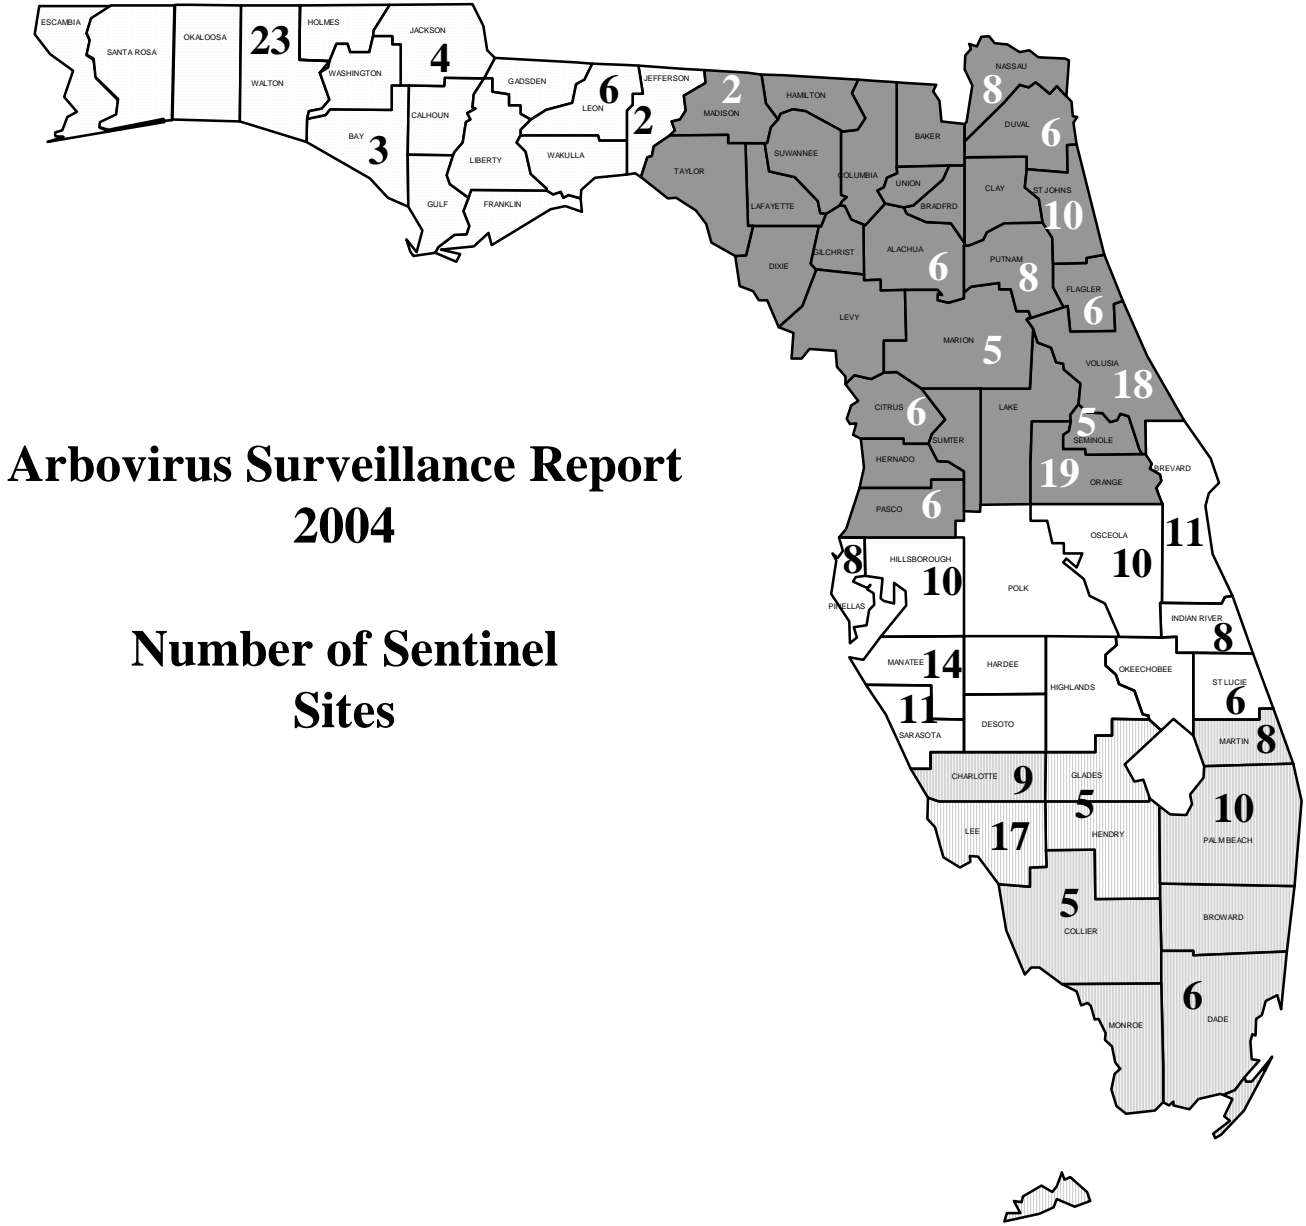 ESCAMBIA
SANTA ROSA
OKALOOSA
23
WALTON
HOLMES
WASHINGTON
JACKSON
4
BAY
3
CALHOUN
GULF
GADSDEN
LIBERTY
FRANKLIN
6
LEON
WAKULLA
JEFFERSON
2
2
MADISON
HAMILTON
TAYLOR
SUWANNEE
LAFAYETTE
COLUMBIA
BAKER
NASSAU
8
DUVAL
6
UNION
BRADFRD
CLAY
ST JOHNS
10
DIXIE
GILCHRIST
ALACHUA
6
PUTNAM
8
FLAGLER
6
LEVY
MARION
5
VOLUSIA
18
CITRUS
6
SUMTER
LAKE
5
SEMINOLE
HERNADO
19
ORANGE
PASCO
6
BREVARD
11
Arbovirus Surveillance Report
2004
Number of Sentinel
Sites
8
PINELLAS
HILLSBOROUGH
10
POLK
OSCEOLA
10
INDIAN RIVER
8
MANATEE
14
HARDEE
HIGHLANDS
OKEECHOBEE
ST LUCIE
6
11
SARASOTA
DESOTO
MARTIN
8
CHARLOTTE
9
GLADES
5
HENDRY
10
PALM BEACH
LEE
17
5
COLLIER
BROWARD
6
DADE
MONROE